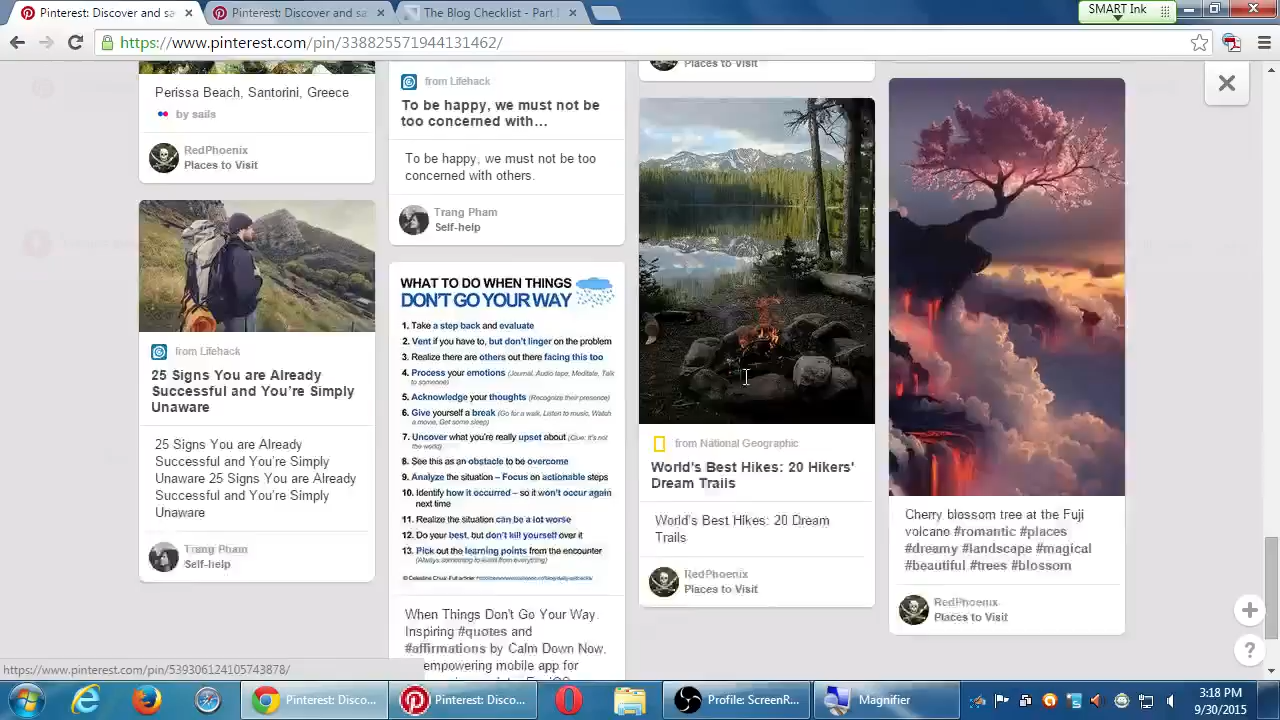 Pinterest: Discover and sa
Pinterest: Discover and sa
The Blog Checklist - Part
SMART Ink
https://www.pinterest.com/pin/338825571944131462/
Perissa Beach, Santorini, Greece
by sails
RedPhoenix
Places to Visit
from Lifehack
25 Signs You are Already
Successful and You're Simply
Unaware
25 Signs You are Already
Successful and You're Simply
Unaware 25 Signs You are Already
Successful and You're Simply
Unaware
Trang Pham
Self-help
from Lifehack
To be happy, we must not be
too concerned with...
To be happy, we must not be too
concerned with others.
Trang Pham
Self-help
WHAT TO DO WHEN THINGS
DON'T GO YOUR WAY
1. Take a step back and evaluate
2. Vent if you have to, but don't linger on the problem
3. Realize there are others out there facing this too
4. Process your emotions (Journal, Audio tape, Meditate, Talk
to someone)
5. Acknowledge your thoughts (Recognize their presence)
6. Give yourself a break (Go for a walk, Listen to music, Watch
a movie, Get some sleep)
7. Uncover what you're really upset about (Clue: It's not
the world)
8. See this as an obstacle to be overcome
9. Analyze the situation – Focus on actionable steps
10. Identify how it occurred – so it won't occur again
next time
11. Realize the situation can be a lot worse
12. Do your best, but don't kill yourself over it
13. Pick out the learning points from the encounter
(Always something to learn from everything)
© Celestine Chua. Full article:
When Things Don't Go Your Way.
Inspiring #quotes and
#affirmations by Calm Down Now,
empowering mobile app for
Places to Visit
from National Geographic
World's Best Hikes: 20 Hikers'
Dream Trails
World's Best Hikes: 20 Dream
Trails
RedPhoenix
Places to Visit
Cherry blossom tree at the Fuji
volcano #romantic #places
#dreamy #landscape #magical
#beautiful #trees #blossom
RedPhoenix
Places to Visit
?
https://www.pinterest.com/pin/539306124105743878/
Pinterest: Disco...
Pinterest: Disco...
Profile: ScreenR...
Magnifier
3:18 PM
9/30/2015